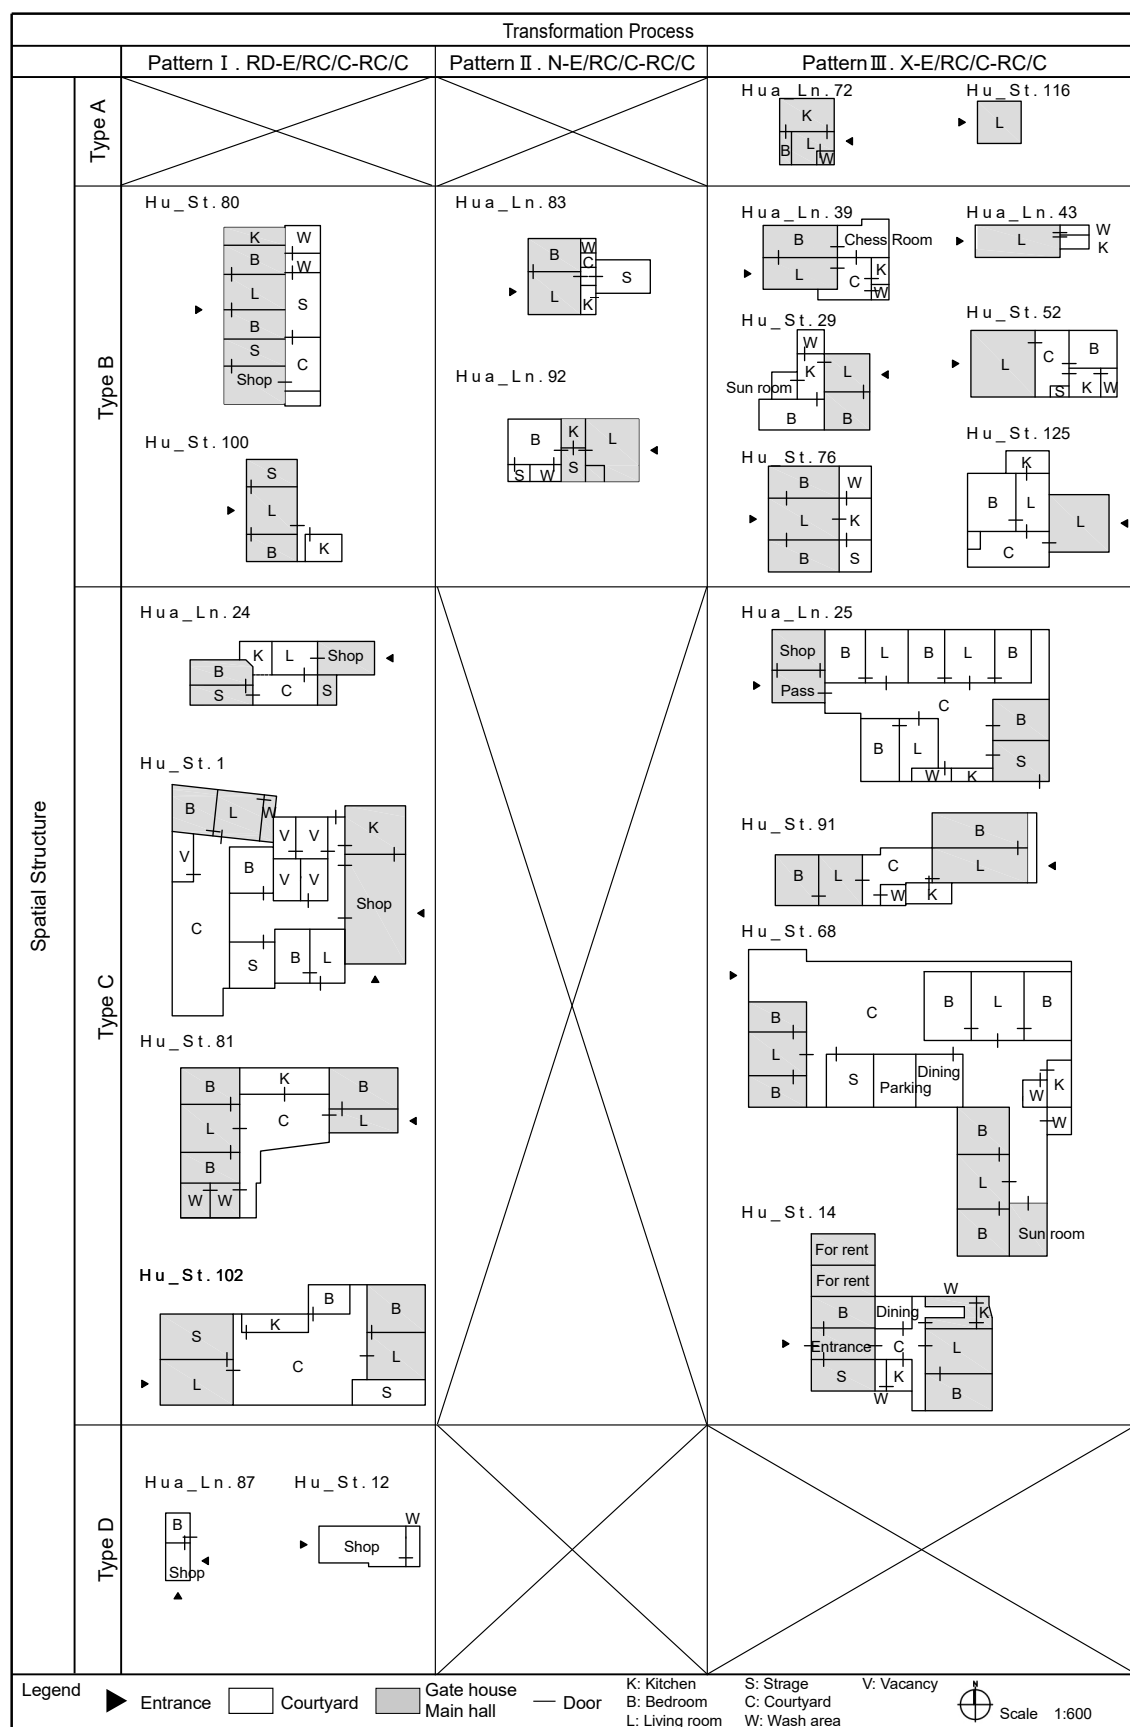 Transformation Process
Pattern Ⅰ. RD-E/RC/C-RC/C
Pattern Ⅱ. N-E/RC/C-RC/C
Pattern Ⅲ. X-E/RC/C-RC/C
Spatial Structure
Type A
Hua_Ln.72
K
B
L
W
Hu_St.116
L
Type B
Hu_St.80
K
W
B
W
L
S
B
S
C
Shop
Hu_St.100
S
L
B
K
Hua_Ln.83
B
W
C
S
L
K
Hua_Ln.92
B
K
L
S
W
S
Hua_Ln.39
B
Chess Room
L
C
K
W
Hua_Ln.43
L
W
K
Hu_St.29
W
K
L
Sun room
B
B
Hu_St.52
L
C
B
S
K
W
Hu_St.76
B
W
L
K
B
S
Hu_St.125
K
B
L
L
C
Type C
Hua_Ln.24
K
L
Shop
B
S
C
S
Hu_St.1
B
L
W
K
V
V
V
B
V
V
Shop
C
S
B
L
Hu_St.81
B
K
B
L
C
L
B
W
W
Hu_St.102
B
B
K
S
C
L
L
S
Hua_Ln.25
Shop
B
L
B
L
B
Pass
C
B
B
L
S
W
K
Hu_St.91
B
B
L
C
L
W
K
Hu_St.68
B
C
B
L
B
L
S
Parking
Dining
B
W
K
W
B
L
B
Sun room
Hu_St.14
For rent
For rent
W
B
Dining
K
Entrance
C
L
S
K
W
B
Type D
Hua_Ln.87
B
Shop
Hu_St.12
W
Shop
Legend
Entrance
Courtyard
Gate house
Main hall
Door
K: Kitchen
B: Bedroom
L: Living room
S: Strage
C: Courtyard
W: Wash area
V: Vacancy
N
Scale 1:600